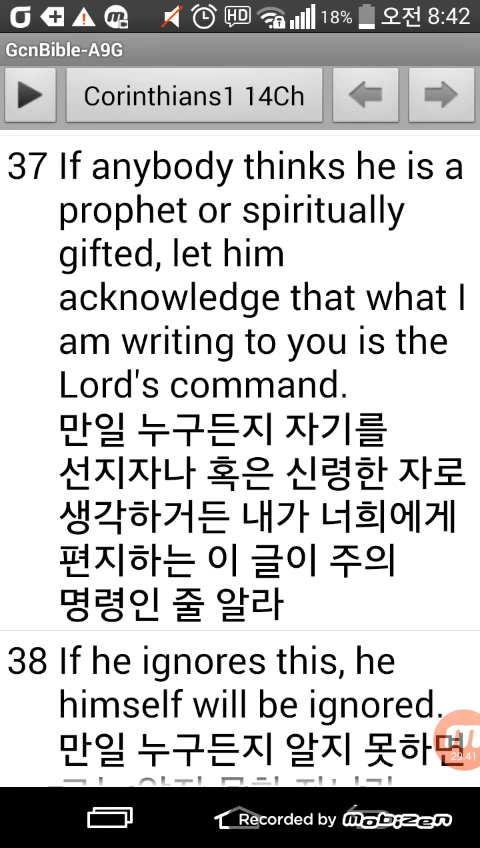 HD 18% 오전 8:42
GcnBible-A9G
Corinthians1 14Ch
37 If anybody thinks he is a
prophet or spiritually
gifted, let him
acknowledge that what I
am writing to you is the
Lord's command.
만일 누구든지 자기를
선지자나 혹은 신령한 자로
생각하거든 내가 너희에게
편지하는 이 글이 주의
명령인 줄 알라
38 If he ignores this, he
himself will be ignored.
만일 누구든지 알지 못하면
29:41
Recorded by mobizen